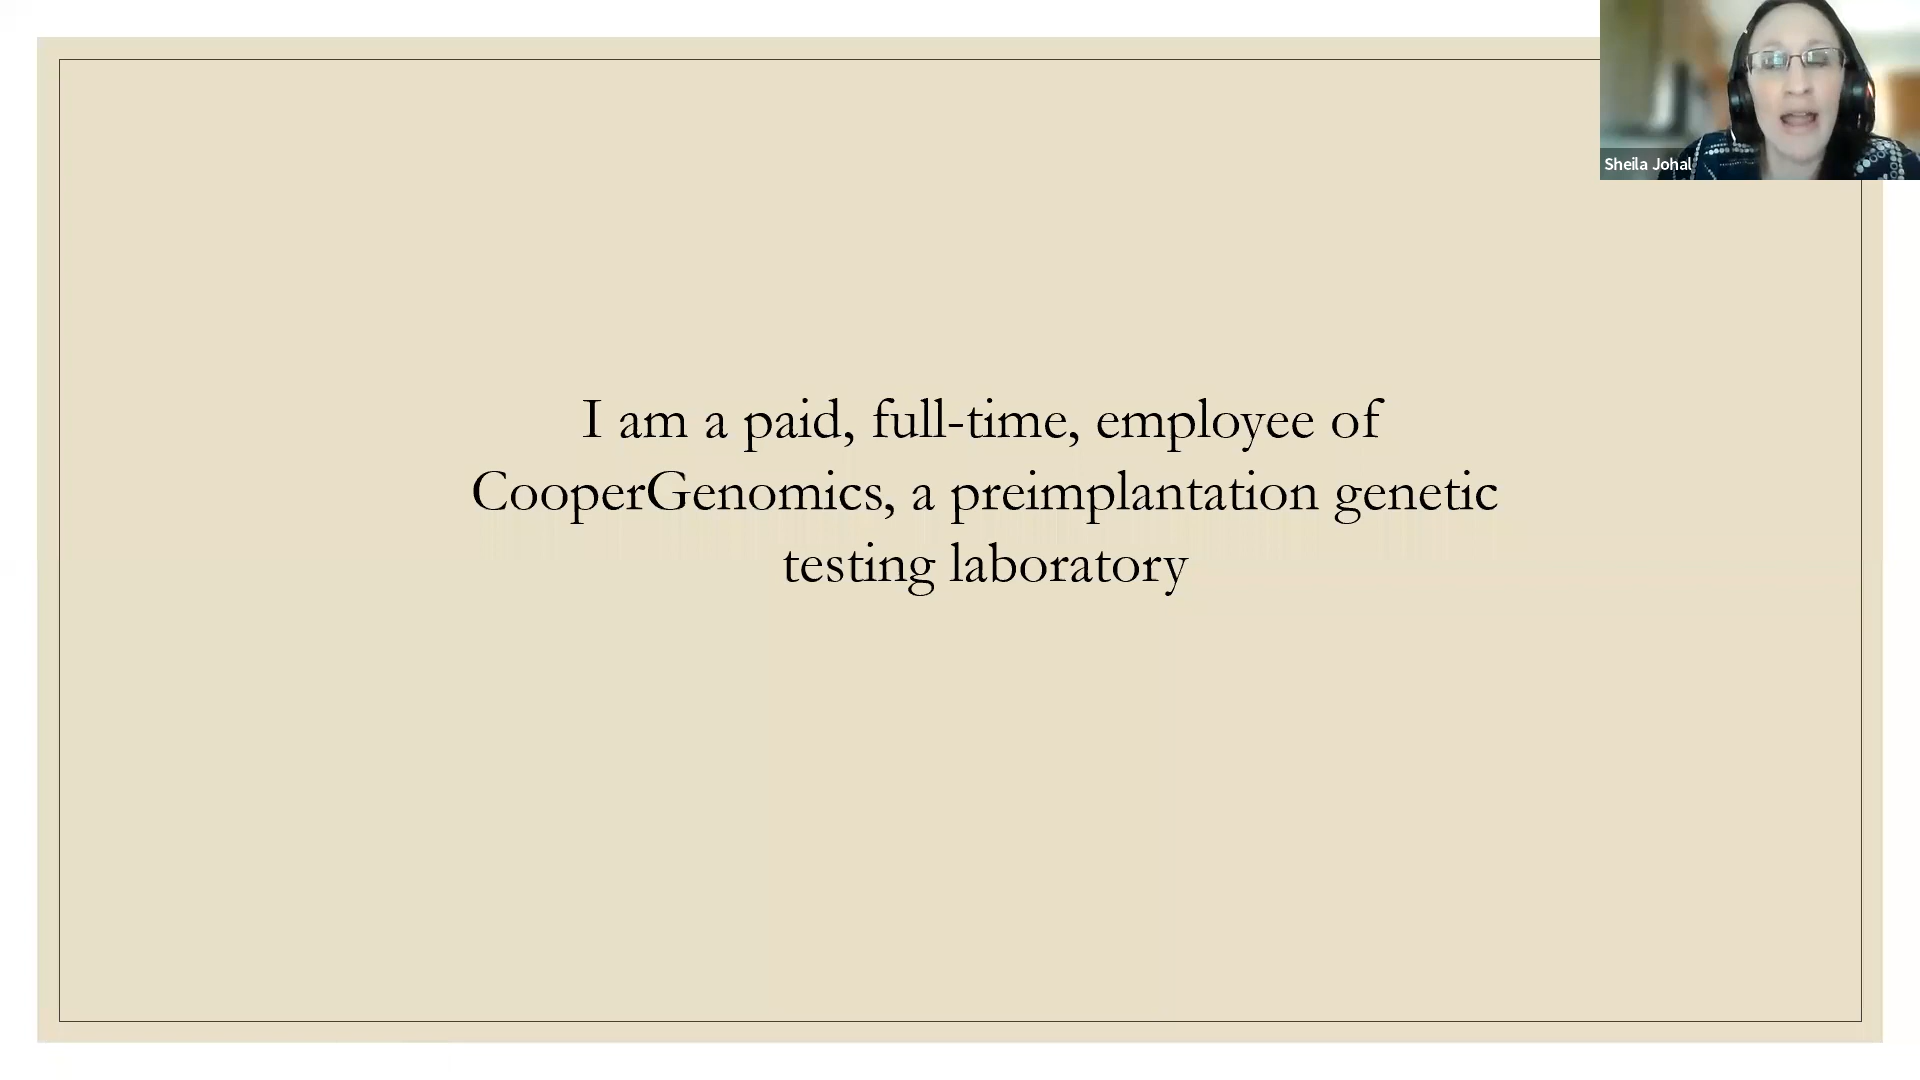 Sheila Johal
I am a paid, full-time, employee of
CooperGenomics, a preimplantation genetic
testing laboratory